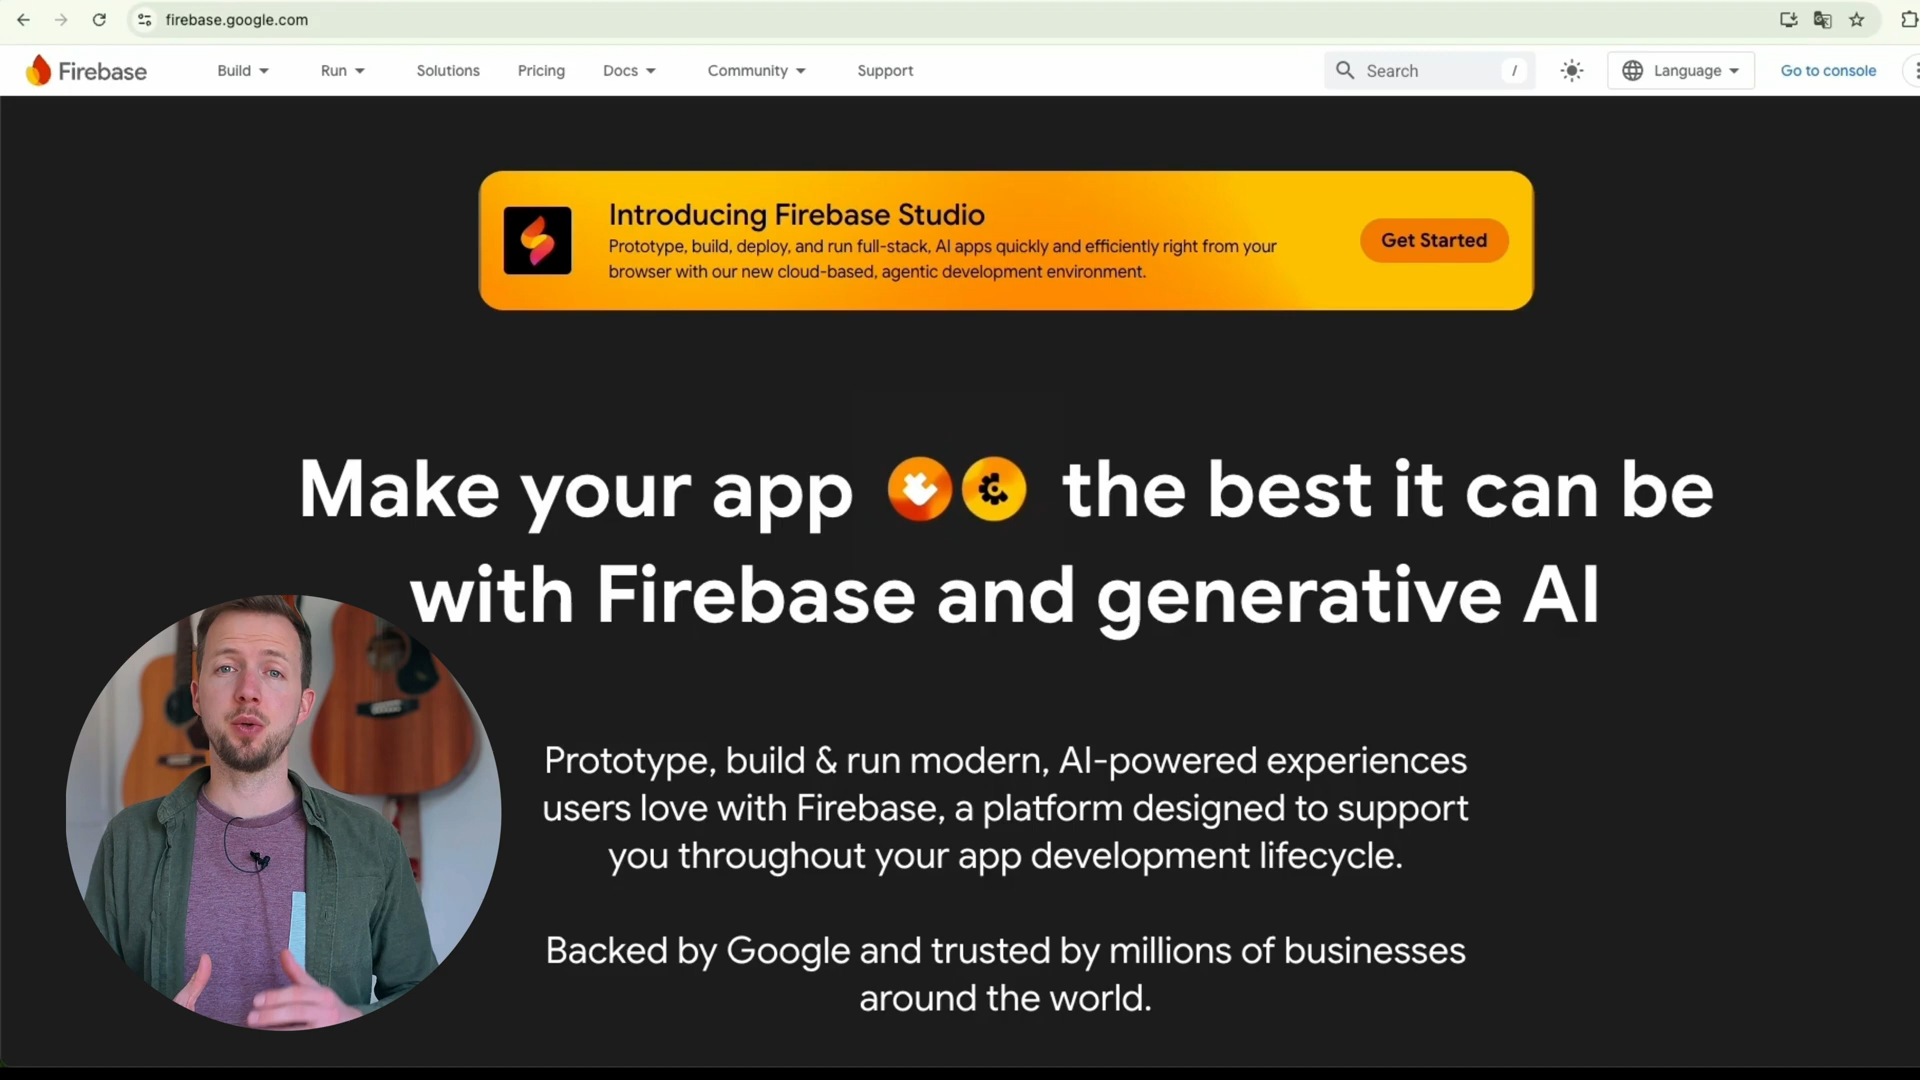 firebase.google.com
Firebase
Build
Run
Solutions
Pricing
Docs
Community
Support
Search
/
Language
Go to console
Introducing Firebase Studio
Prototype, build, deploy, and run full-stack, AI apps quickly and efficiently right from your
browser with our new cloud-based, agentic development environment.
Get Started
Make your app the best it can be
with Firebase and generative AI
Prototype, build & run modern, AI-powered experiences
users love with Firebase, a platform designed to support
you throughout your app development lifecycle.
Backed by Google and trusted by millions of businesses
around the world.